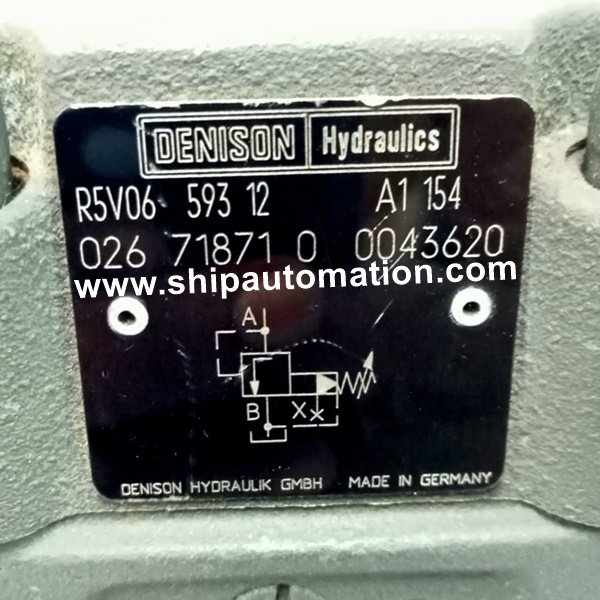 DENISON Hydraulics
R5V06 593 12 A1 154
026 71871 0 0043620
www.shipautomation.com
A
B X X
DENISON HYDRAULIK GMBH MADE IN GERMANY